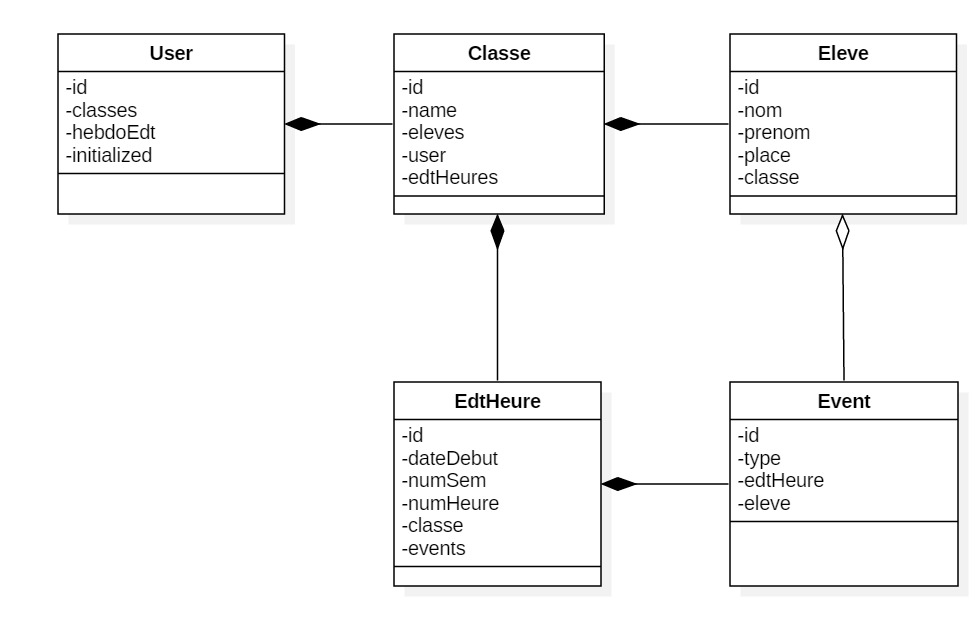 User
-id
-classes
-hebdoEdt
-initialized
Classe
-id
-name
-eleves
-user
-edtHeures
Eleve
-id
-nom
-prenom
-place
-classe
EdtHeure
-id
-dateDebut
-numSem
-numHeure
-classe
-events
Event
-id
-type
-edtHeure
-eleve